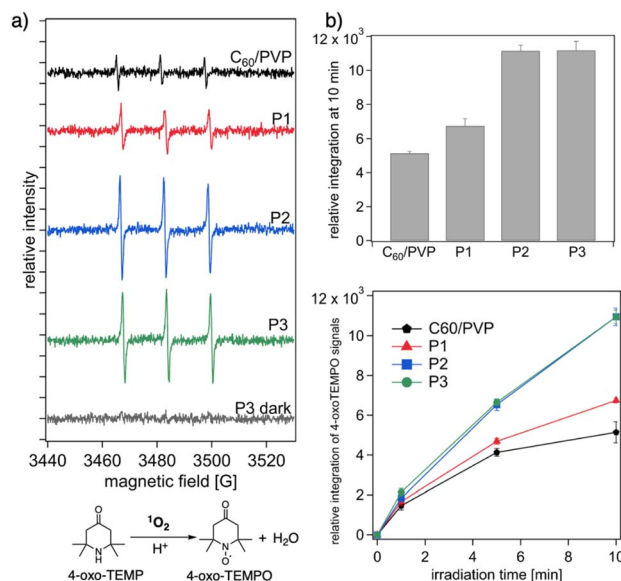 a)
relative intensity
C60/PVP
P1
P2
P3
P3 dark
3440 3460 3480 3500 3520
magnetic field [G]
O
N
H
4-oxo-TEMP
¹O₂
H⁺
O
N
O·
4-oxo-TEMPO
+ H₂O
b)
12 x 10³
10
8
6
4
2
0
relative integration at 10 min
C₆₀/PVP P1 P2 P3
12 x 10³
10
8
6
4
2
0
relative integration of 4-oxoTEMPO signals
C60/PVP
P1
P2
P3
0 2 4 6 8 10
irradiation time [min]